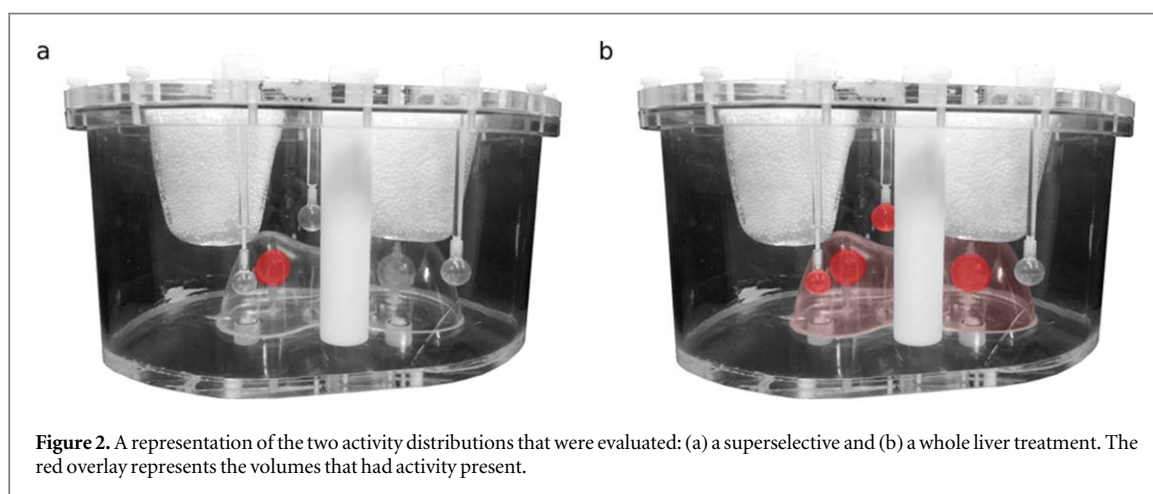 a
b
Figure 2. A representation of the two activity distributions that were evaluated: (a) a superselective and (b) a whole liver treatment. The
red overlay represents the volumes that had activity present.